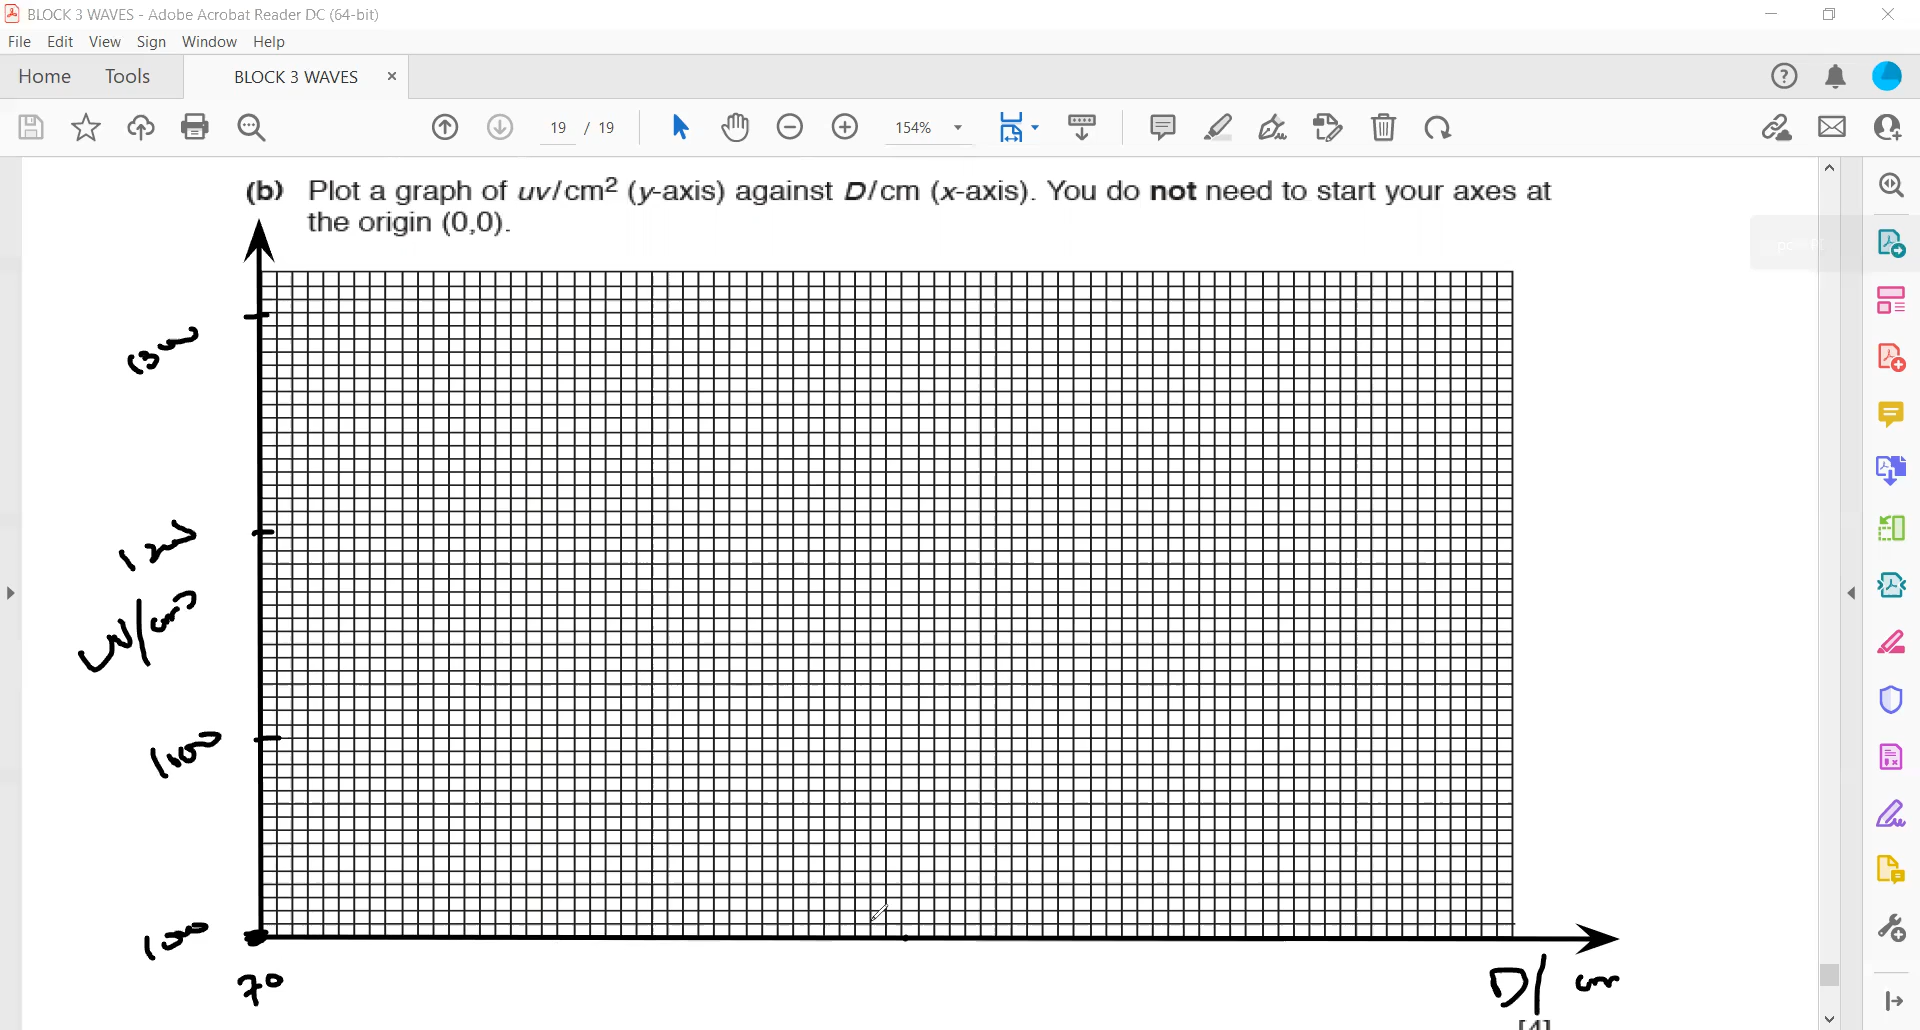 BLOCK 3 WAVES - Adobe Acrobat Reader DC (64-bit)
File Edit View Sign Window Help
Home Tools BLOCK 3 WAVES ×
19 / 19 154%
(b) Plot a graph of uv/cm² (y-axis) against D/cm (x-axis). You do not need to start your axes at
the origin (0,0).
1300
1200
uv/cm²
1100
1000
70
D/ cm
[4]